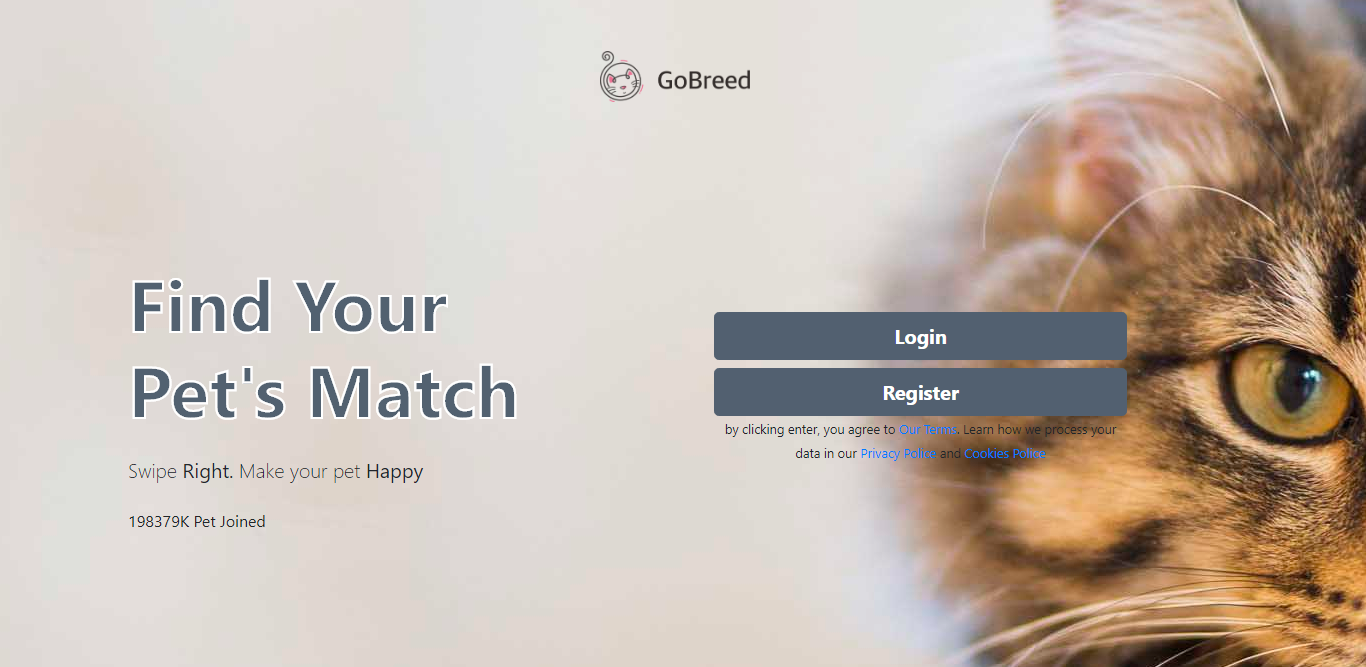 GoBreed
Find Your
Pet's Match
Swipe Right. Make your pet Happy
198379K Pet Joined
Login
Register
by clicking enter, you agree to Our Terms. Learn how we process your
data in our Privacy Police and Cookies Police.